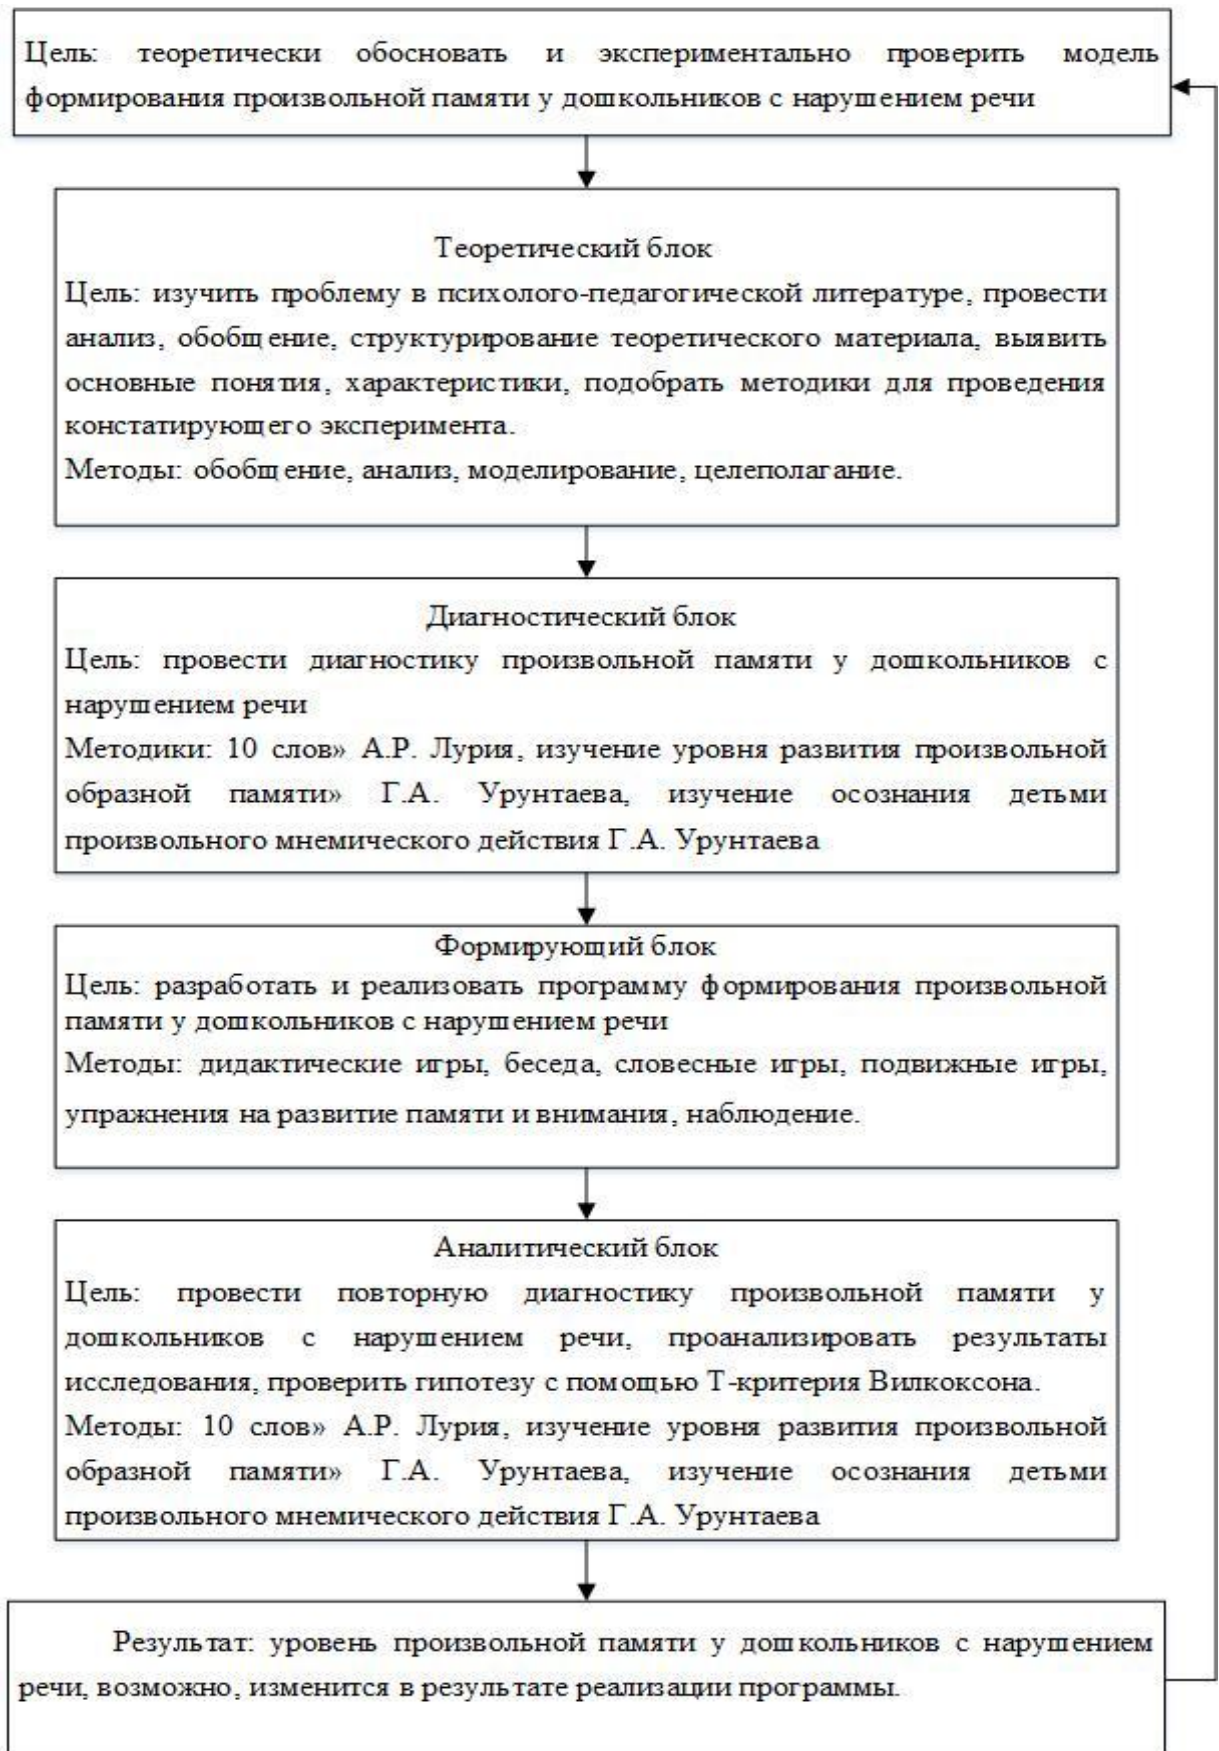 Цель: теоретически обосновать и экспериментально проверить модель
формирования произвольной памяти у дошкольников с нарушением речи
Теоретический блок
Цель: изучить проблему в психолого-педагогической литературе, провести
анализ, обобщение, структурирование теоретического материала, выявить
основные понятия, характеристики, подобрать методики для проведения
констатирующего эксперимента.
Методы: обобщение, анализ, моделирование, целеполагание.
Диагностический блок
Цель: провести диагностику произвольной памяти у дошкольников с
нарушением речи
Методики: 10 слов» А.Р. Лурия, изучение уровня развития произвольной
образной памяти» Г.А. Урунтаева, изучение осознания детьми
произвольного мнемического действия Г.А. Урунтаева
Формирующий блок
Цель: разработать и реализовать программу формирования произвольной
памяти у дошкольников с нарушением речи
Методы: дидактические игры, беседа, словесные игры, подвижные игры,
упражнения на развитие памяти и внимания, наблюдение.
Аналитический блок
Цель: провести повторную диагностику произвольной памяти у
дошкольников с нарушением речи, проанализировать результаты
исследования, проверить гипотезу с помощью Т-критерия Вилкоксона.
Методы: 10 слов» А.Р. Лурия, изучение уровня развития произвольной
образной памяти» Г.А. Урунтаева, изучение осознания детьми
произвольного мнемического действия Г.А. Урунтаева
Результат: уровень произвольной памяти у дошкольников с нарушением
речи, возможно, изменится в результате реализации программы.